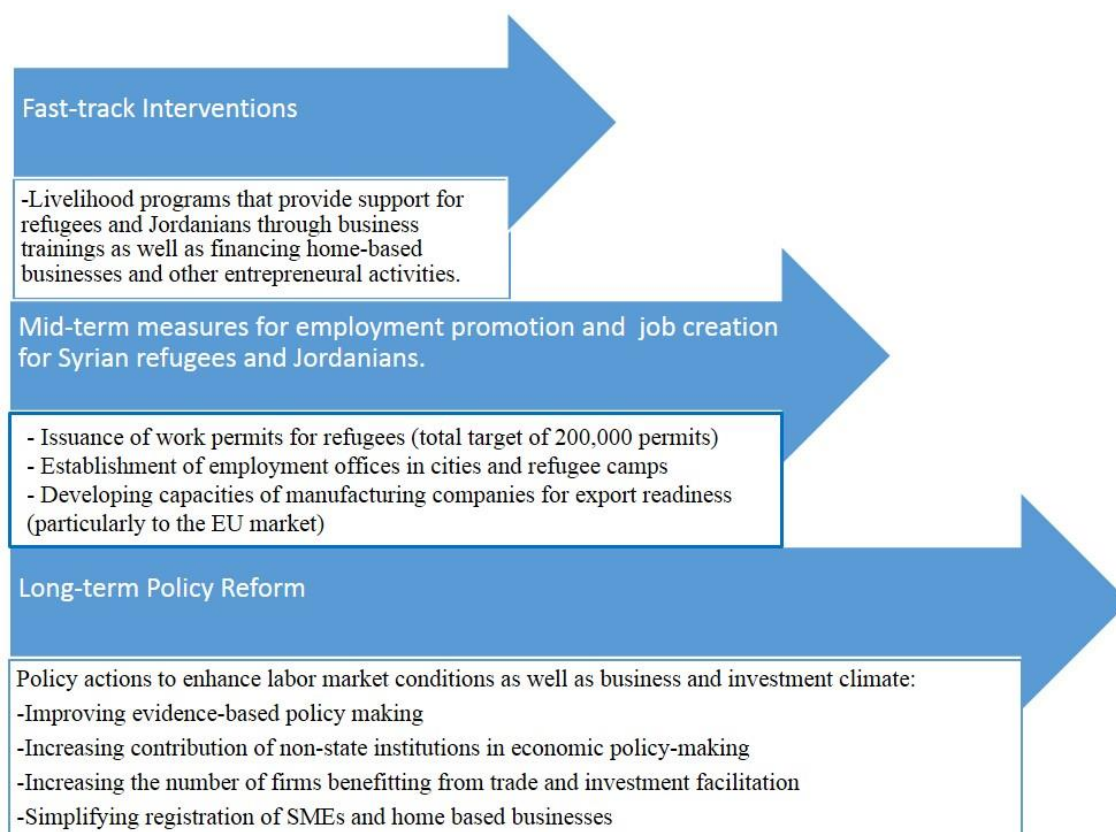 Fast-track Interventions
-Livelihood programs that provide support for
refugees and Jordanians through business
trainings as well as financing home-based
businesses and other entrepreneural activities.
Mid-term measures for employment promotion and job creation
for Syrian refugees and Jordanians.
- Issuance of work permits for refugees (total target of 200,000 permits)
- Establishment of employment offices in cities and refugee camps
- Developing capacities of manufacturing companies for export readiness
(particularly to the EU market)
Long-term Policy Reform
Policy actions to enhance labor market conditions as well as business and investment climate:
-Improving evidence-based policy making
-Increasing contribution of non-state institutions in economic policy-making
-Increasing the number of firms benefitting from trade and investment facilitation
-Simplifying registration of SMEs and home based businesses